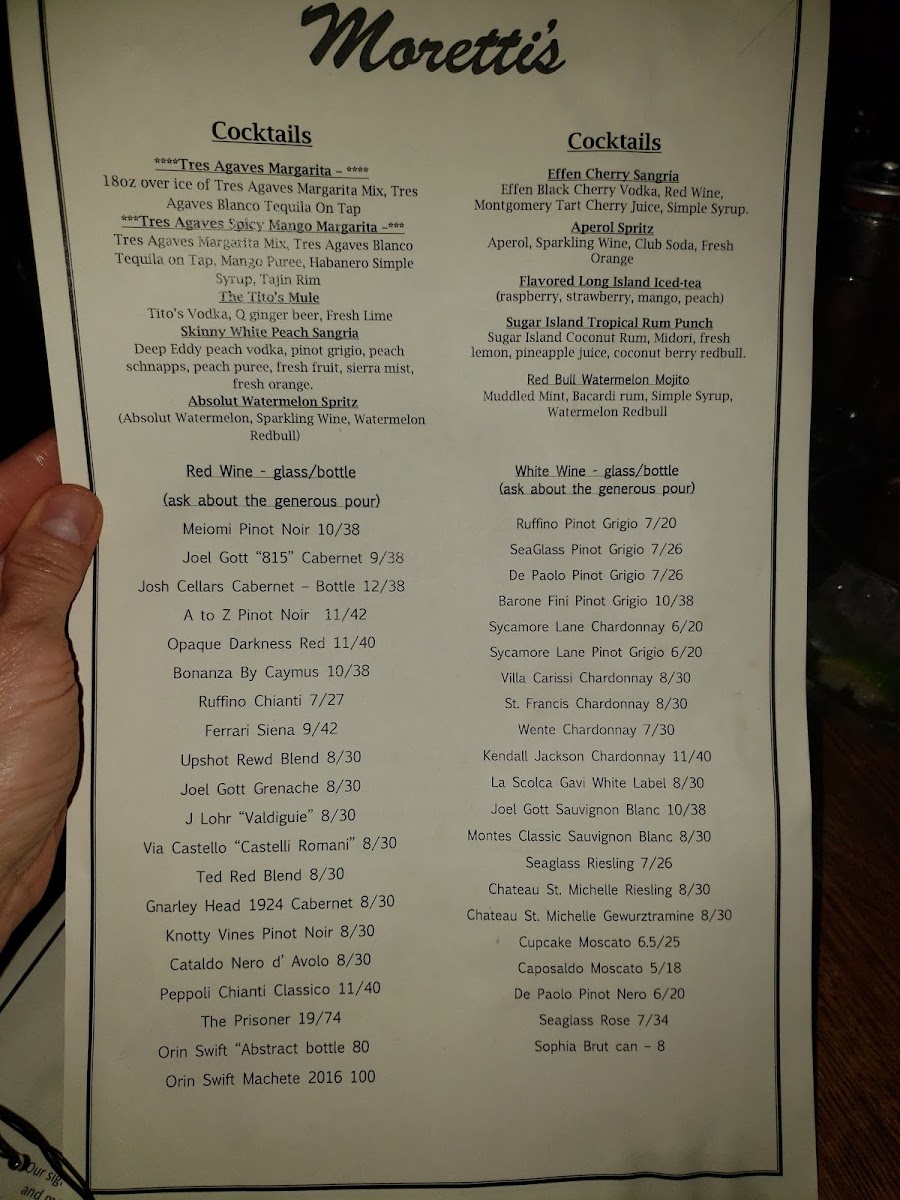 Moretti's
Cocktails
****Tres Agaves Margarita – ****
18oz over ice of Tres Agaves Margarita Mix, Tres
Agaves Blanco Tequila On Tap
***Tres Agaves Spicy Mango Margarita –***
Tres Agaves Margarita Mix, Tres Agaves Blanco
Tequila on Tap, Mango Puree, Habanero Simple
Syrup, Tajin Rim
The Tito's Mule
Tito's Vodka, Q ginger beer, Fresh Lime
Skinny White Peach Sangria
Deep Eddy peach vodka, pinot grigio, peach
schnapps, peach puree, fresh fruit, sierra mist,
fresh orange.
Absolut Watermelon Spritz
(Absolut Watermelon, Sparkling Wine, Watermelon
Redbull)
Cocktails
Effen Cherry Sangria
Effen Black Cherry Vodka, Red Wine,
Montgomery Tart Cherry Juice, Simple Syrup.
Aperol Spritz
Aperol, Sparkling Wine, Club Soda, Fresh
Orange
Flavored Long Island Iced-tea
(raspberry, strawberry, mango, peach)
Sugar Island Tropical Rum Punch
Sugar Island Coconut Rum, Midori, fresh
lemon, pineapple juice, coconut berry redbull.
Red Bull Watermelon Mojito
Muddled Mint, Bacardi rum, Simple Syrup,
Watermelon Redbull
Red Wine - glass/bottle
(ask about the generous pour)
Meiomi Pinot Noir 10/38
Joel Gott "815" Cabernet 9/38
Josh Cellars Cabernet – Bottle 12/38
A to Z Pinot Noir 11/42
Opaque Darkness Red 11/40
Bonanza By Caymus 10/38
Ruffino Chianti 7/27
Ferrari Siena 9/42
Upshot Rewd Blend 8/30
Joel Gott Grenache 8/30
J Lohr "Valdiguie" 8/30
Via Castello "Castelli Romani" 8/30
Ted Red Blend 8/30
Gnarley Head 1924 Cabernet 8/30
Knotty Vines Pinot Noir 8/30
Cataldo Nero d' Avolo 8/30
Peppoli Chianti Classico 11/40
The Prisoner 19/74
Orin Swift "Abstract bottle 80
Orin Swift Machete 2016 100
White Wine - glass/bottle
(ask about the generous pour)
Ruffino Pinot Grigio 7/20
SeaGlass Pinot Grigio 7/26
De Paolo Pinot Grigio 7/26
Barone Fini Pinot Grigio 10/38
Sycamore Lane Chardonnay 6/20
Sycamore Lane Pinot Grigio 6/20
Villa Carissi Chardonnay 8/30
St. Francis Chardonnay 8/30
Wente Chardonnay 7/30
Kendall Jackson Chardonnay 11/40
La Scolca Gavi White Label 8/30
Joel Gott Sauvignon Blanc 10/38
Montes Classic Sauvignon Blanc 8/30
Seaglass Riesling 7/26
Chateau St. Michelle Riesling 8/30
Chateau St. Michelle Gewurztramine 8/30
Cupcake Moscato 6.5/25
Caposaldo Moscato 5/18
De Paolo Pinot Nero 6/20
Seaglass Rose 7/34
Sophia Brut can – 8
Our
and